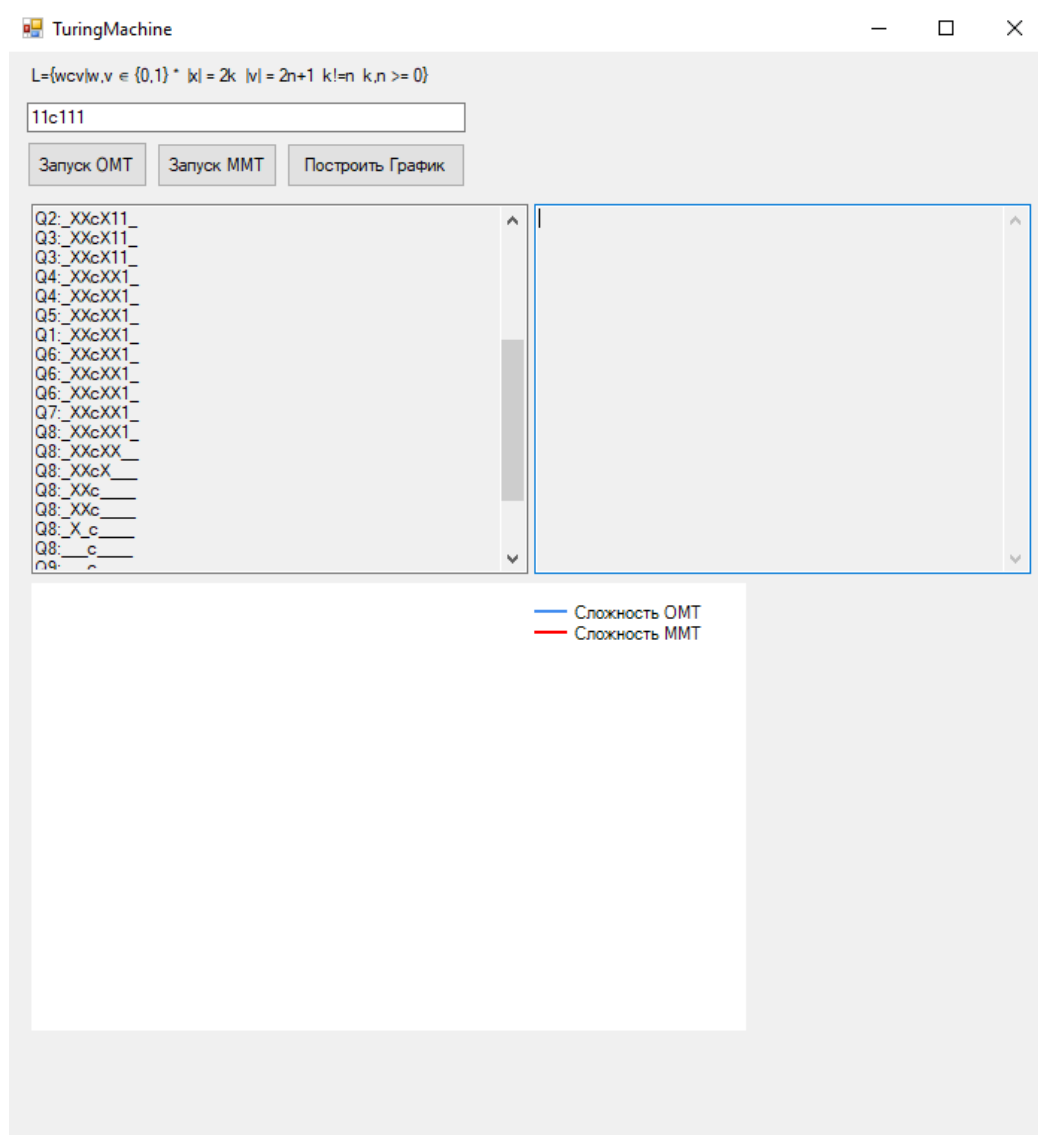 TuringMachine
L={wcv|w,v ∈ {0,1} * |x| = 2k |v| = 2n+1 k!=n k,n >= 0}
11c111
Запуск ОМТ Запуск ММТ Построить График
Q2:_XXcX11_
Q3:_XXcX11_
Q3:_XXcX11_
Q4:_XXcXX1_
Q4:_XXcXX1_
Q5:_XXcXX1_
Q1:_XXcXX1_
Q6:_XXcXX1_
Q6:_XXcXX1_
Q6:_XXcXX1_
Q7:_XXcXX1_
Q8:_XXcXX1_
Q8:_XXcXX__
Q8:_XXcX___
Q8:_XXc____
Q8:_XXc____
Q8:_X_c____
Q8:___c____
Q9:___c____
Сложность ОМТ
Сложность ММТ